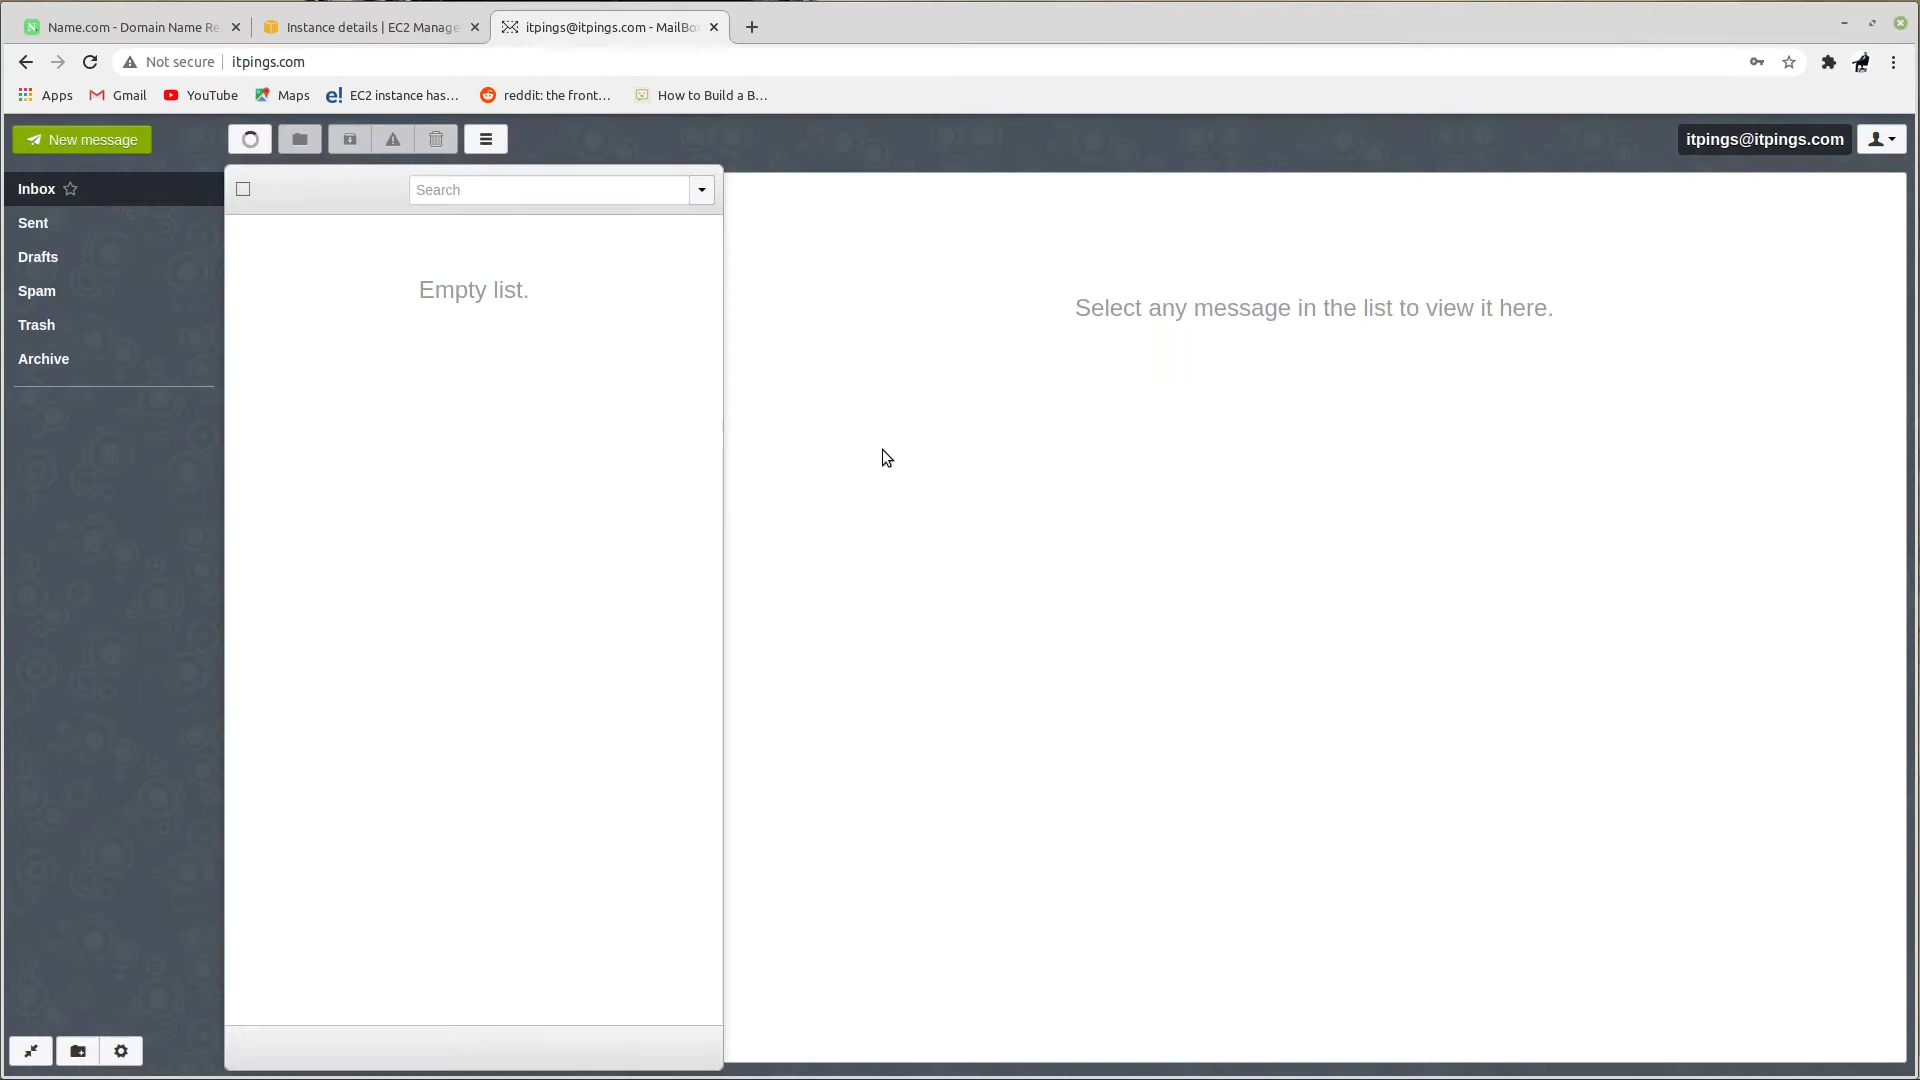 Name.com - Domain Name Re
Instance details | EC2 Manage
itpings@itpings.com - MailBo
Not secure
itpings.com
Apps
Gmail
YouTube
Maps
EC2 instance has...
reddit: the front...
How to Build a B...
New message
itpings@itpings.com
Inbox
Search
Sent
Drafts
Spam
Trash
Archive
Empty list.
Select any message in the list to view it here.